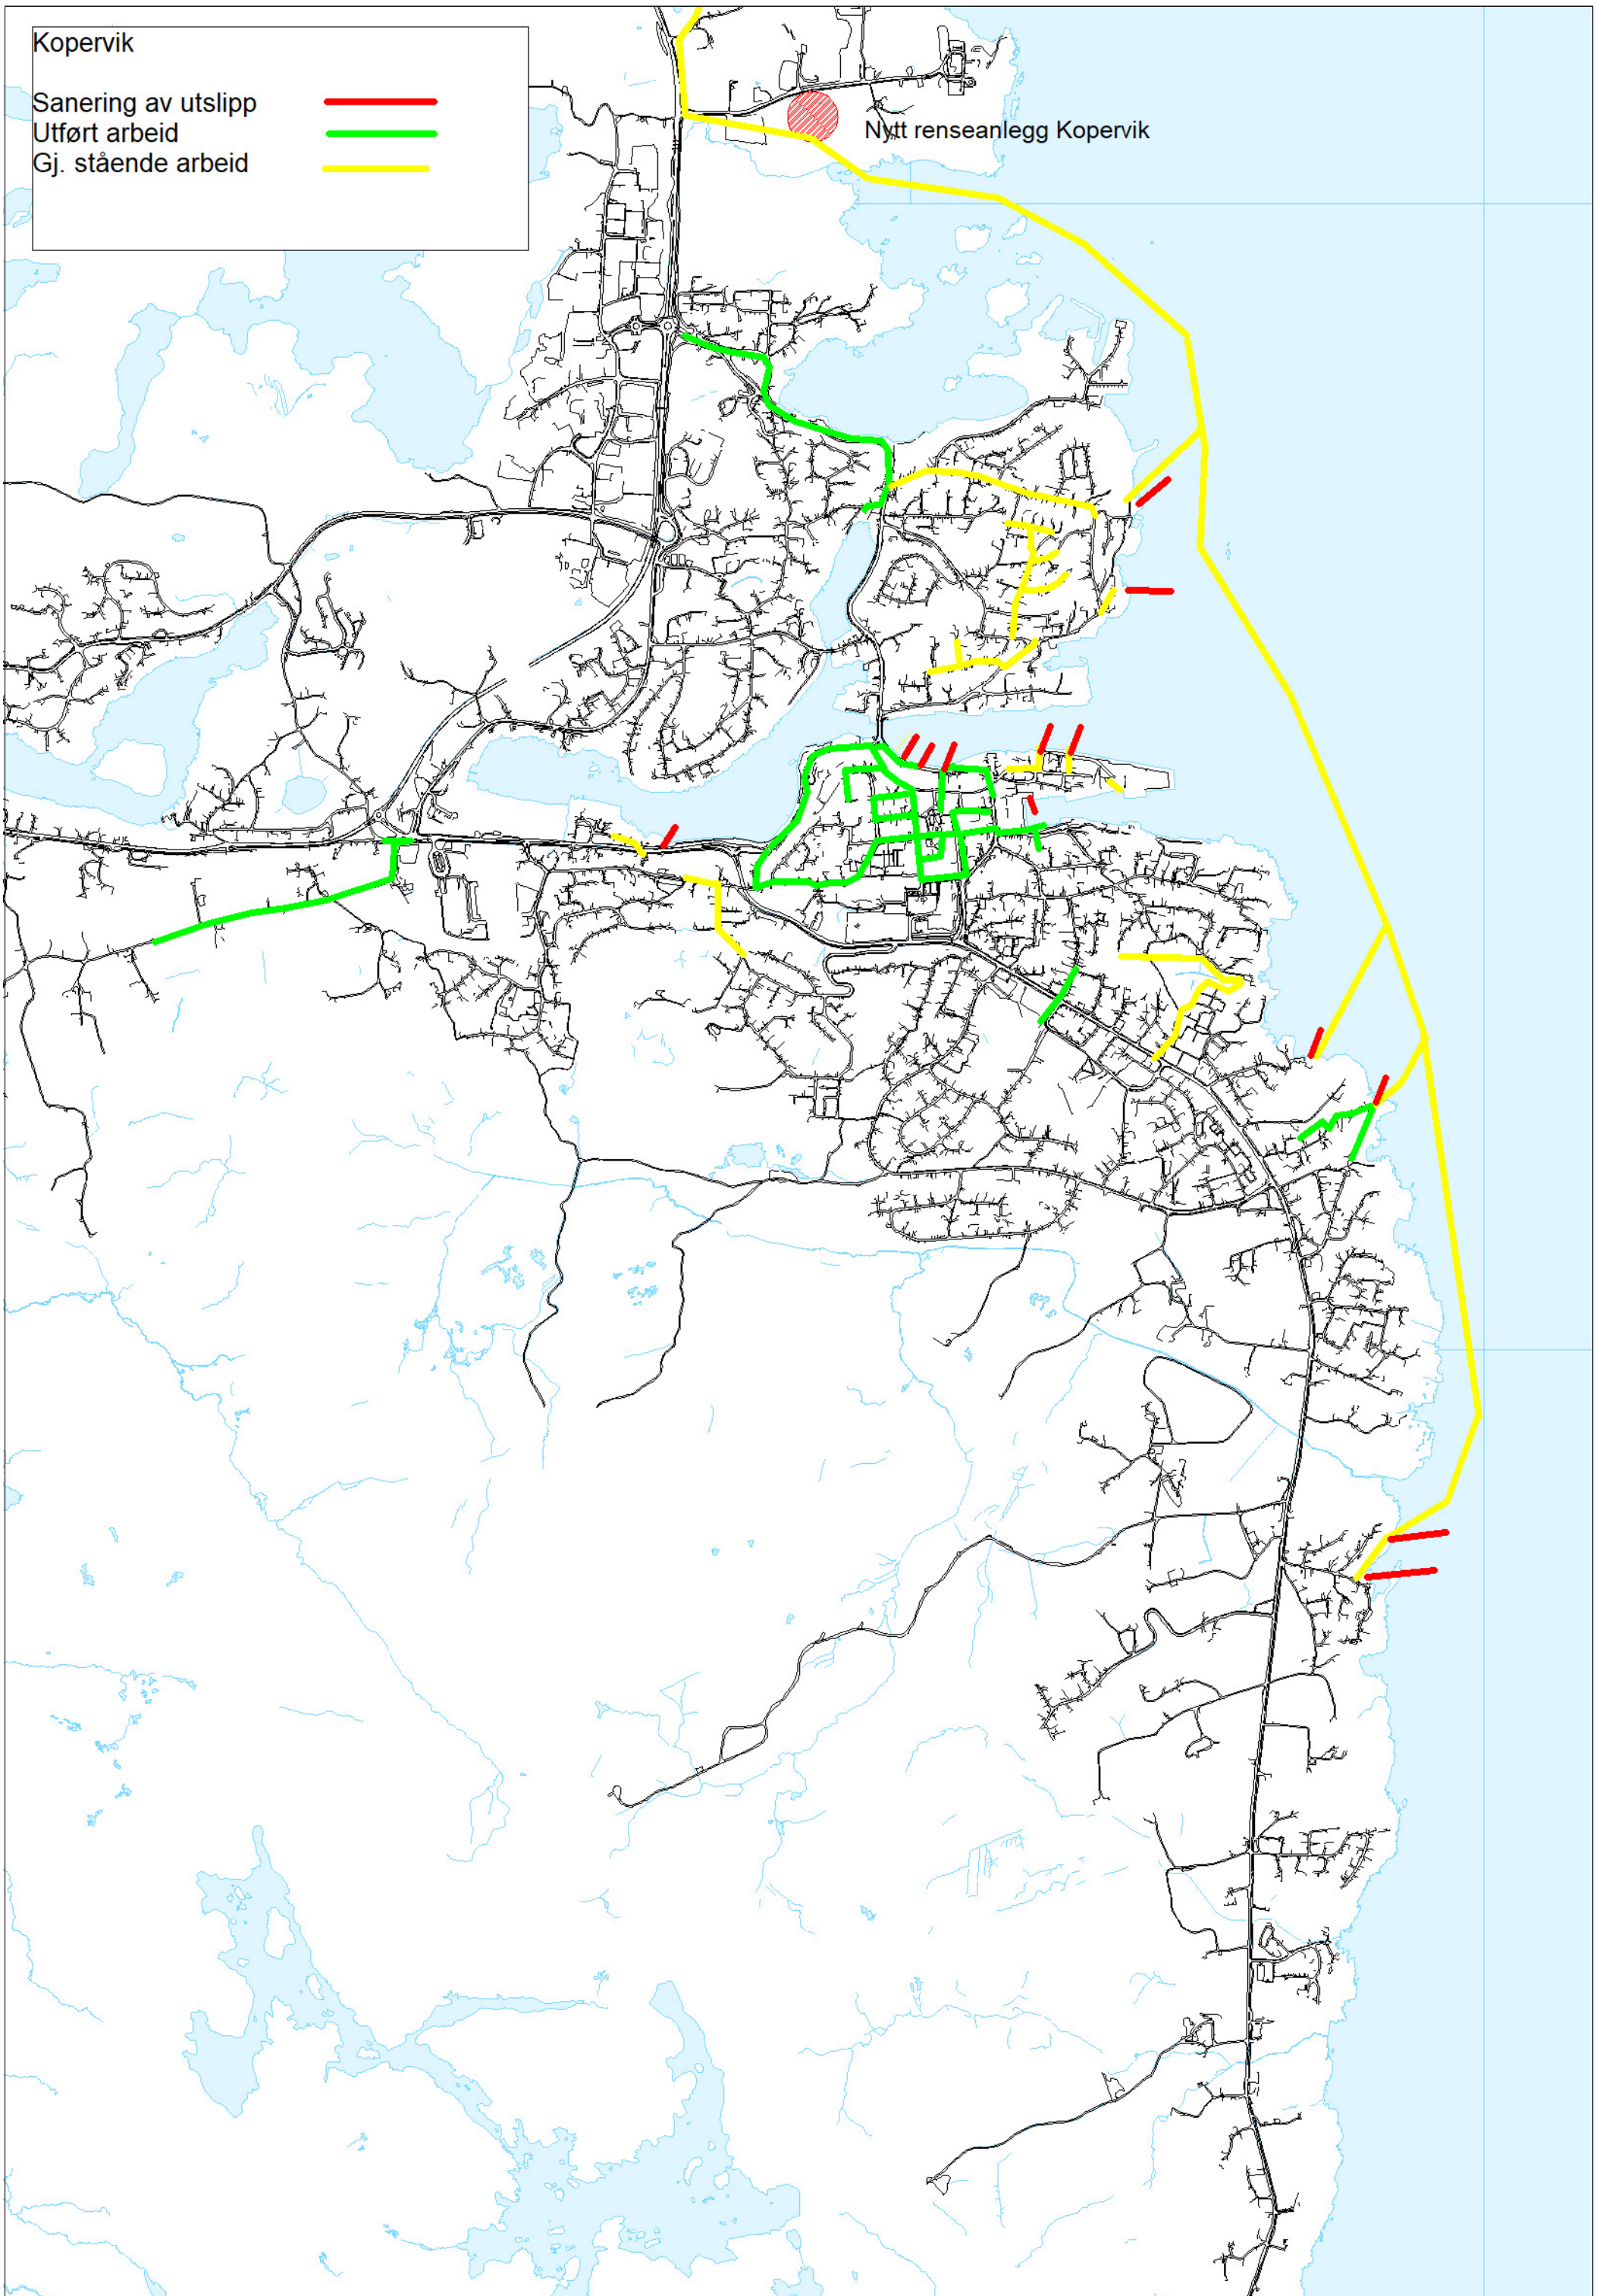 Kopervik
Sanering av utslipp
Utført arbeid
Gj. stående arbeid
Nytt renseanlegg Kopervik